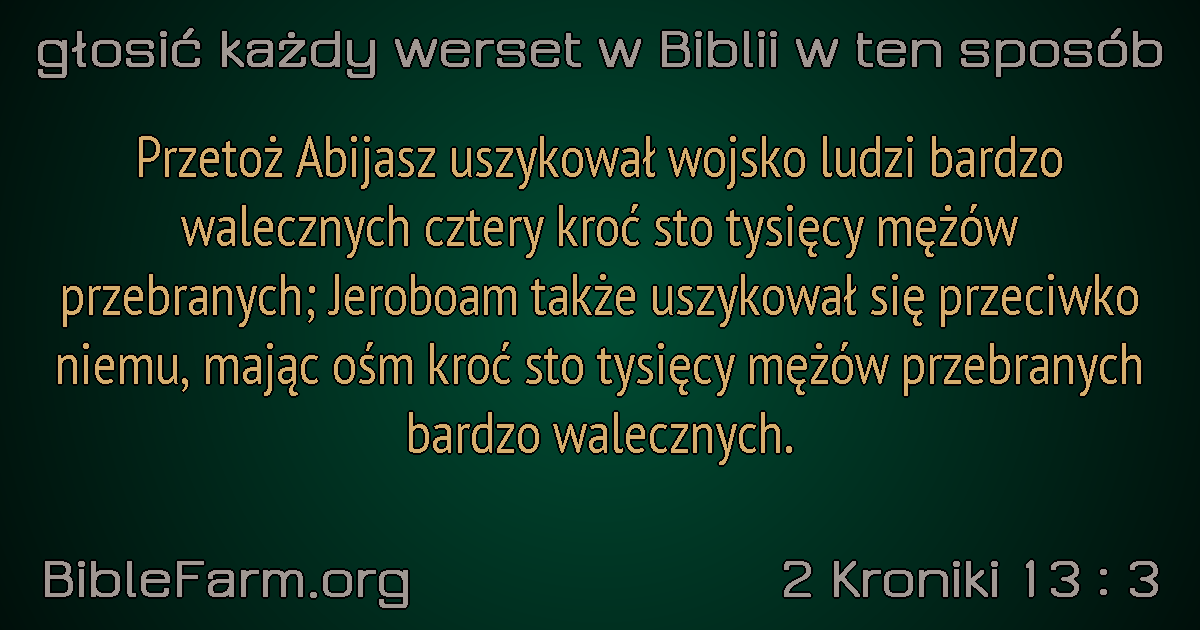 głosić każdy werset w Biblii w ten sposób
Przetoż Abijasz uszykował wojsko ludzi bardzo
walecznych cztery kroć sto tysięcy mężów
przebranych; Jeroboam także uszykował się przeciwko
niemu, mając ośm kroć sto tysięcy mężów przebranych
bardzo walecznych.
BibleFarm.org
2 Kroniki 13 : 3